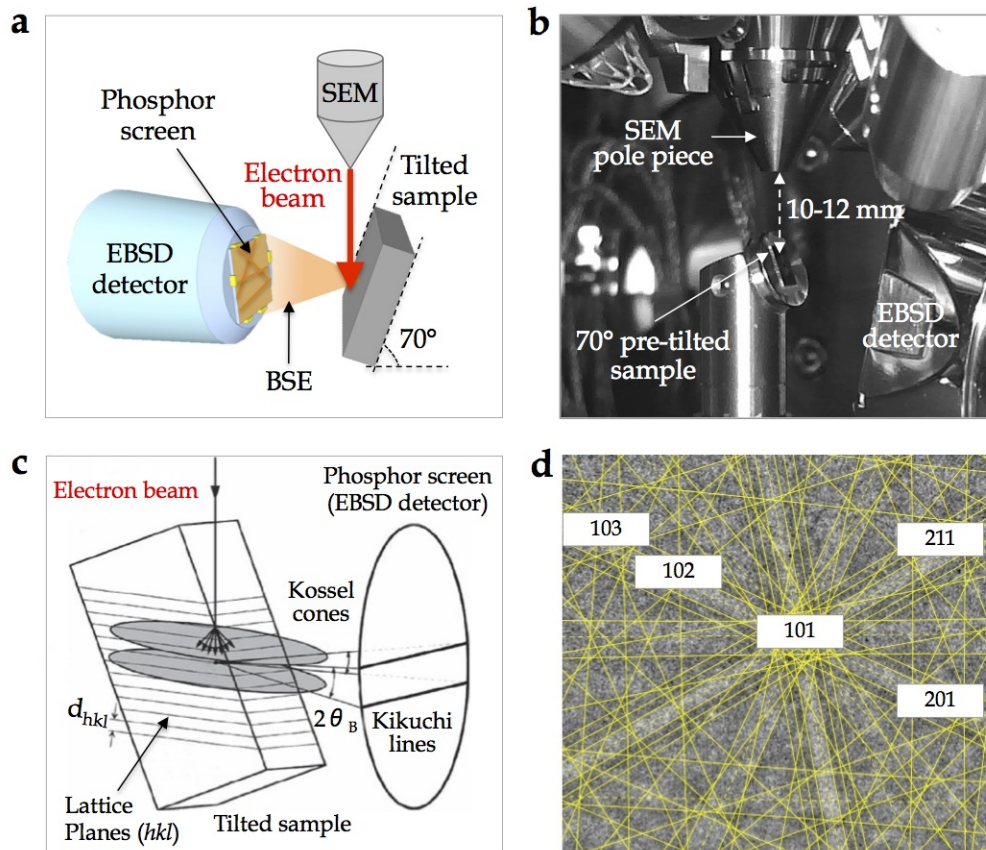 a
SEM
Phosphor
screen
Electron
beam
Tilted
sample
EBSD
detector
70°
BSE
b
SEM
pole piece
10-12 mm
EBSD
detector
70° pre-tilted
sample
c
Electron beam
Phosphor screen
(EBSD detector)
Kossel
cones
d hkl
2θ B
Kikuchi
lines
Lattice
Planes (hkl)
Tilted sample
d
103
211
102
101
201